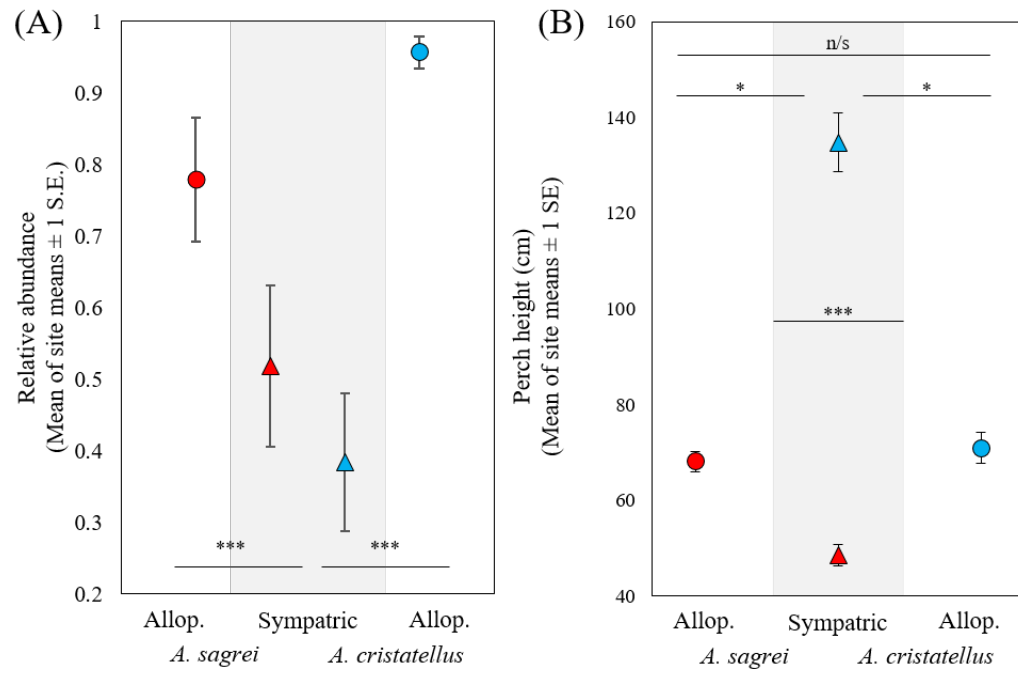 (A)
Relative abundance
(Mean of site means ± 1 S.E.)
1
0.9
0.8
0.7
0.6
0.5
0.4
0.3
0.2
*** ***
Allop. Sympatric Allop.
A. sagrei A. cristatellus
(B)
Perch height (cm)
(Mean of site means ± 1 SE)
160
140
120
100
80
60
40
n/s
* *
***
Allop. Sympatric Allop.
A. sagrei A. cristatellus